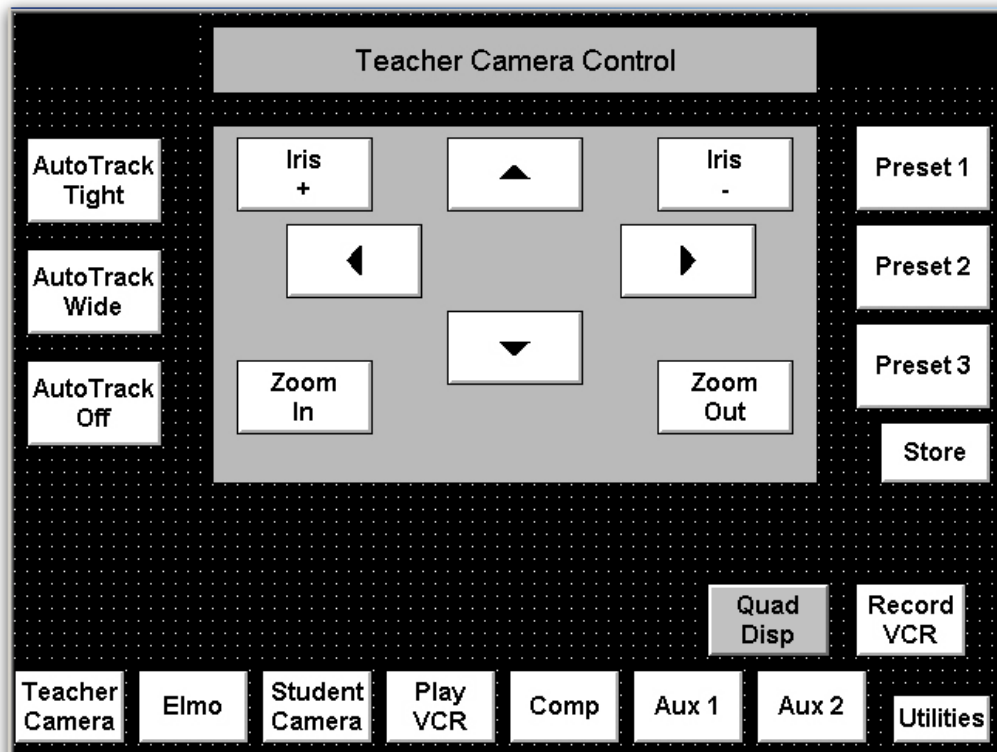 Teacher Camera Control
AutoTrack
Tight
AutoTrack
Wide
AutoTrack
Off
Iris
+
Iris
-
Zoom
In
Zoom
Out
Preset 1
Preset 2
Preset 3
Store
Quad
Disp
Record
VCR
Teacher
Camera
Elmo
Student
Camera
Play
VCR
Comp
Aux 1
Aux 2
Utilities